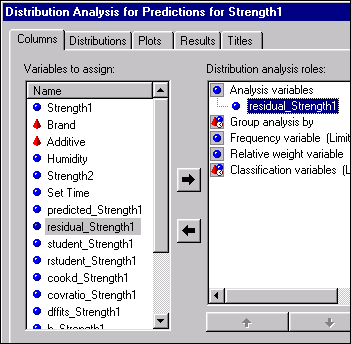 Distribution Analysis for Predictions for Strength1
Columns Distributions Plots Results Titles
Variables to assign:
Name
Strength1
Brand
Additive
Humidity
Strength2
Set Time
predicted_Strength1
residual_Strength1
student_Strength1
rstudent_Strength1
cookd_Strength1
covratio_Strength1
dffits_Strength1
h_Strength1
Distribution analysis roles:
Analysis variables
residual_Strength1
Group analysis by
Frequency variable (Limit
Relative weight variable
Classification variables (L